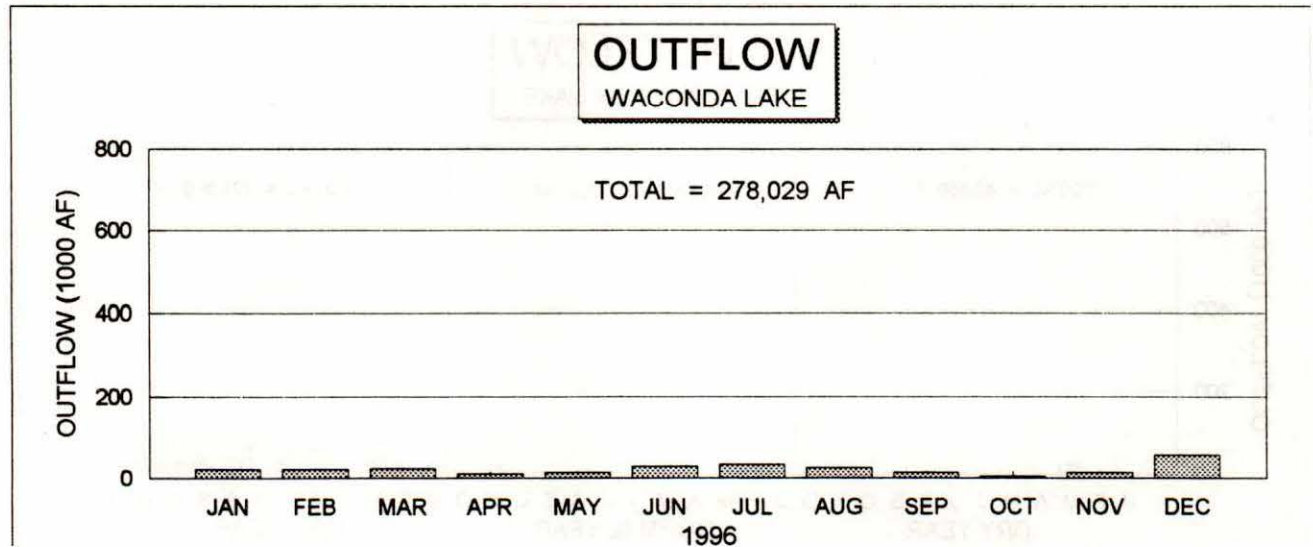 OUTFLOW
WACONDA LAKE
800
TOTAL = 278,029 AF
600
400
200
0
OUTFLOW (1000 AF)
JAN FEB MAR APR MAY JUN JUL AUG SEP OCT NOV DEC
1996